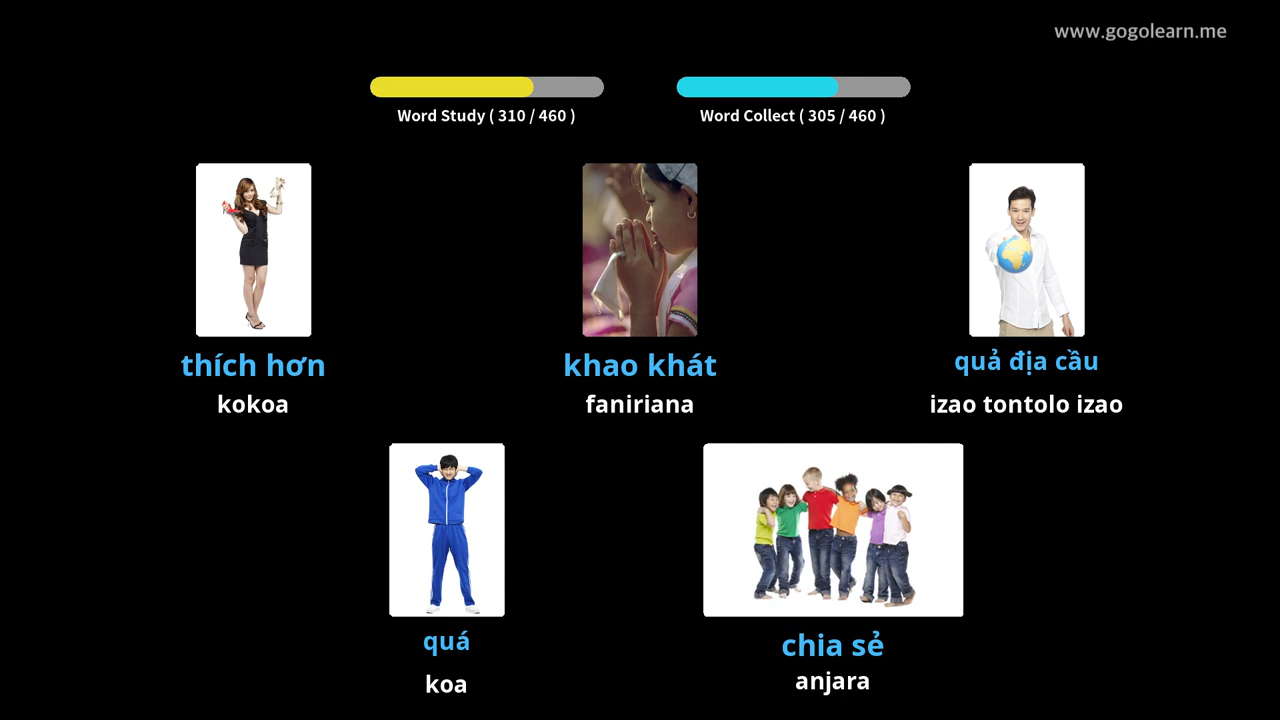 www.gogolearn.me
Word Study ( 310 / 460 )
Word Collect ( 305 / 460 )
thích hơn
kokoa
khao khát
faniriana
quả địa cầu
izao tontolo izao
quá
koa
chia sẻ
anjara